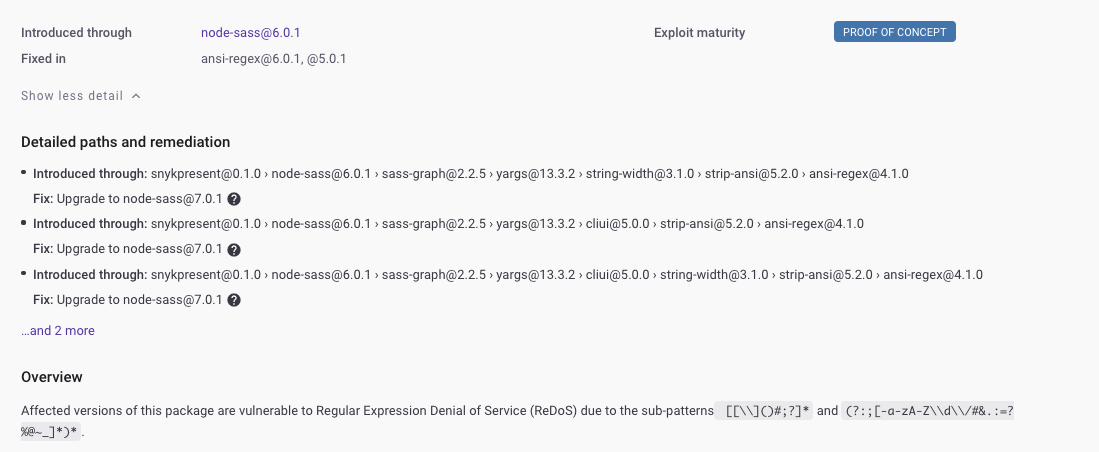 Introduced through node-sass@6.0.1 Exploit maturity PROOF OF CONCEPT
Fixed in ansi-regex@6.0.1, @5.0.1
Show less detail
Detailed paths and remediation
• Introduced through: snykpresent@0.1.0 › node-sass@6.0.1 › sass-graph@2.2.5 › yargs@13.3.2 › string-width@3.1.0 › strip-ansi@5.2.0 › ansi-regex@4.1.0
Fix: Upgrade to node-sass@7.0.1 ?
• Introduced through: snykpresent@0.1.0 › node-sass@6.0.1 › sass-graph@2.2.5 › yargs@13.3.2 › cliui@5.0.0 › strip-ansi@5.2.0 › ansi-regex@4.1.0
Fix: Upgrade to node-sass@7.0.1 ?
• Introduced through: snykpresent@0.1.0 › node-sass@6.0.1 › sass-graph@2.2.5 › yargs@13.3.2 › cliui@5.0.0 › string-width@3.1.0 › strip-ansi@5.2.0 › ansi-regex@4.1.0
Fix: Upgrade to node-sass@7.0.1 ?
…and 2 more
Overview
Affected versions of this package are vulnerable to Regular Expression Denial of Service (ReDoS) due to the sub-patterns [[\\]()#;?]* and (?:;[-a-zA-Z\\d\\/#&.:=?
%@~_]*)*.